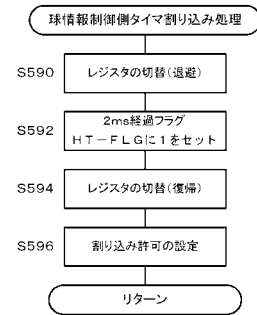 球情報制御側タイマ割り込み処理
S590
レジスタの切替(退避)
S592
2ms経過フラグ
HT-FLGに1をセット
S594
レジスタの切替(復帰)
S596
割り込み許可の設定
リターン